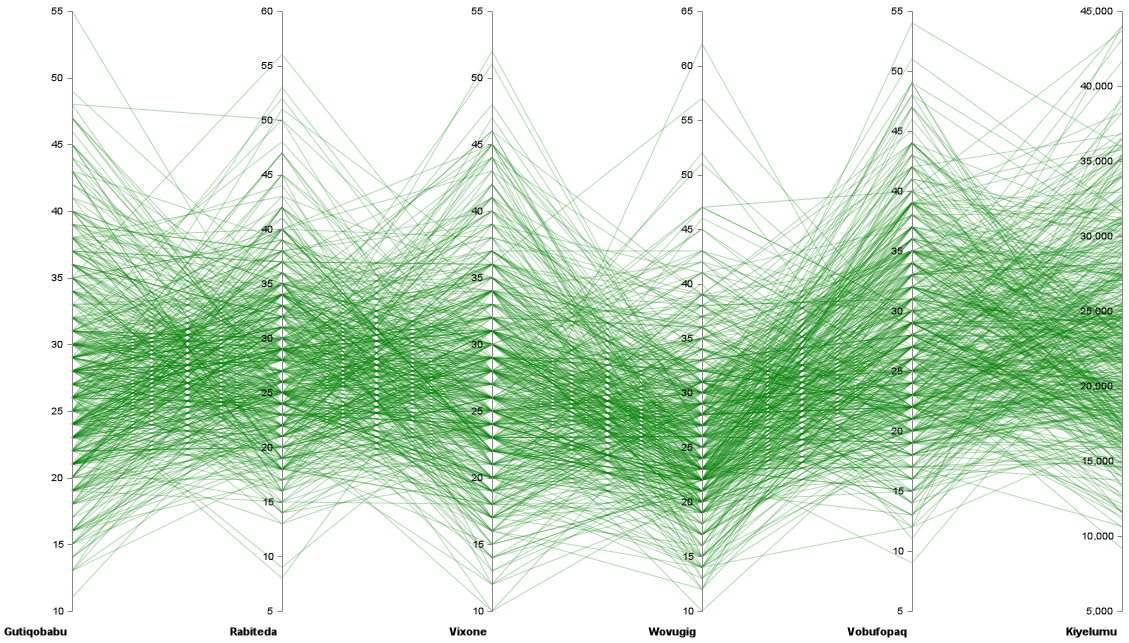 55 60 55 65 55 45,000
50 55 50 60 50 40,000
45 50 45 55 45 35,000
40 45 40 50 40 30,000
35 40 35 45 35 25,000
30 35 30 40 30 20,000
25 30 25 35 25 15,000
20 25 20 30 20 10,000
15 20 15 25 15 5,000
10 15 10 20 10
10 15 5
5 10
Gutiqobabu Rabiteda Vixone Wovugig Vobufopaq Kiyelumu